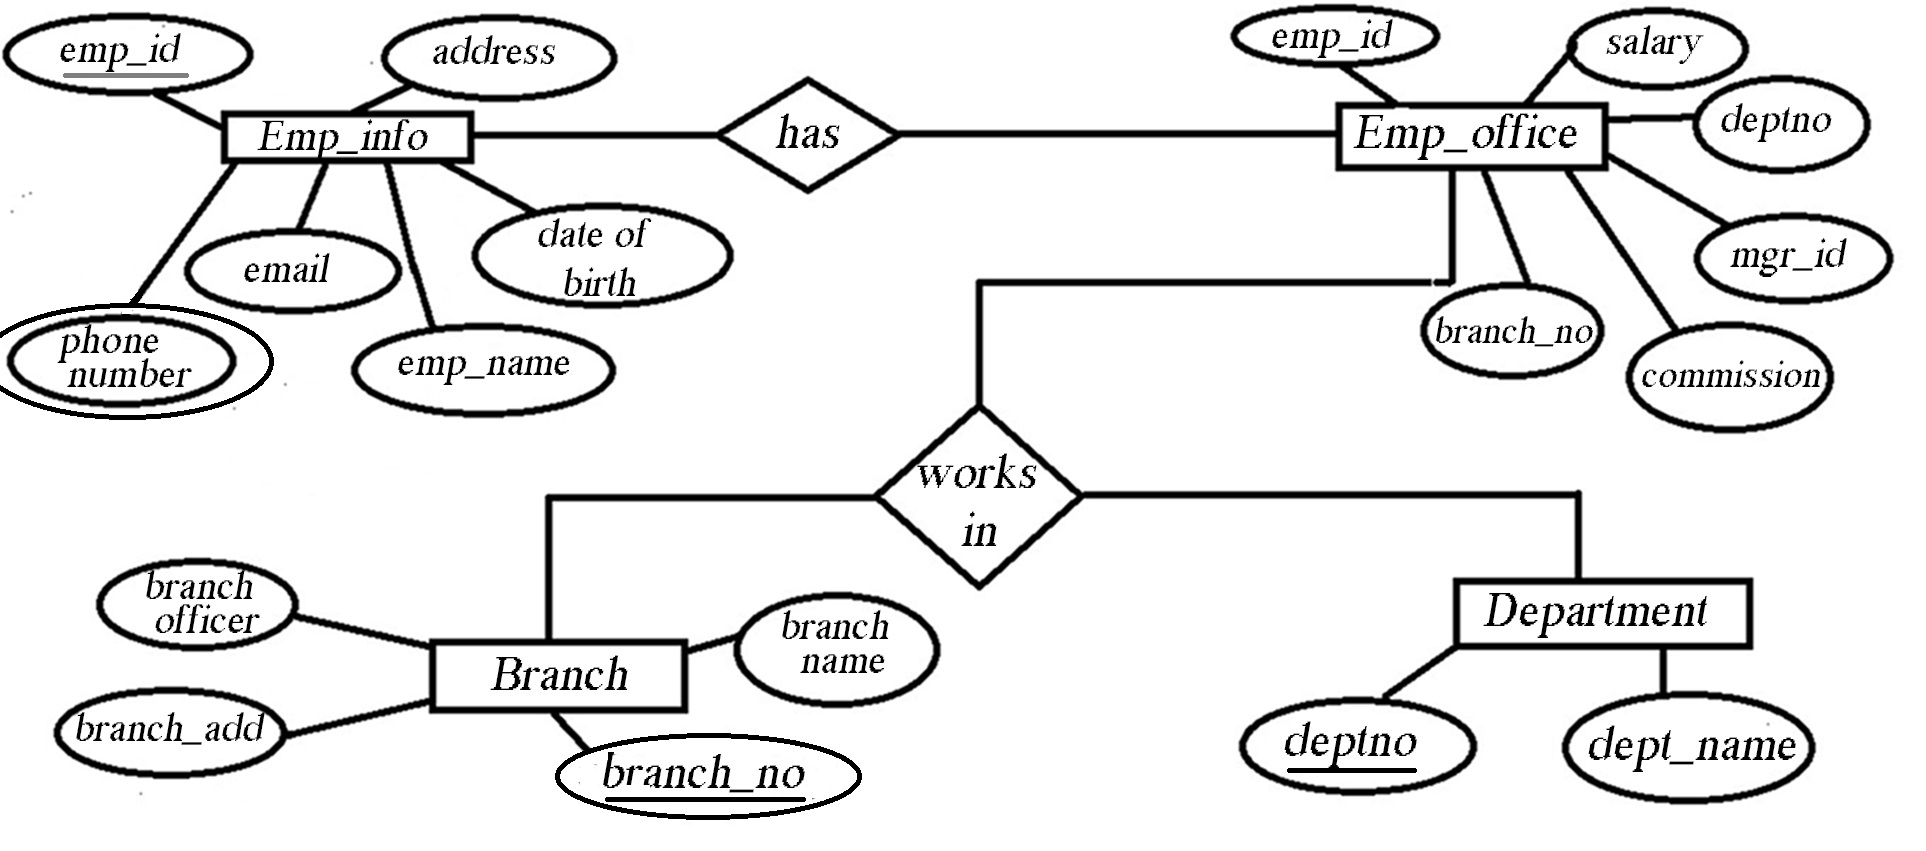 emp_id
address
Emp_info
email
date of
birth
phone
number
emp_name
has
emp_id
salary
Emp_office
deptno
mgr_id
branch_no
commission
works
in
branch
officer
branch_add
Branch
branch
name
branch_no
Department
deptno
dept_name